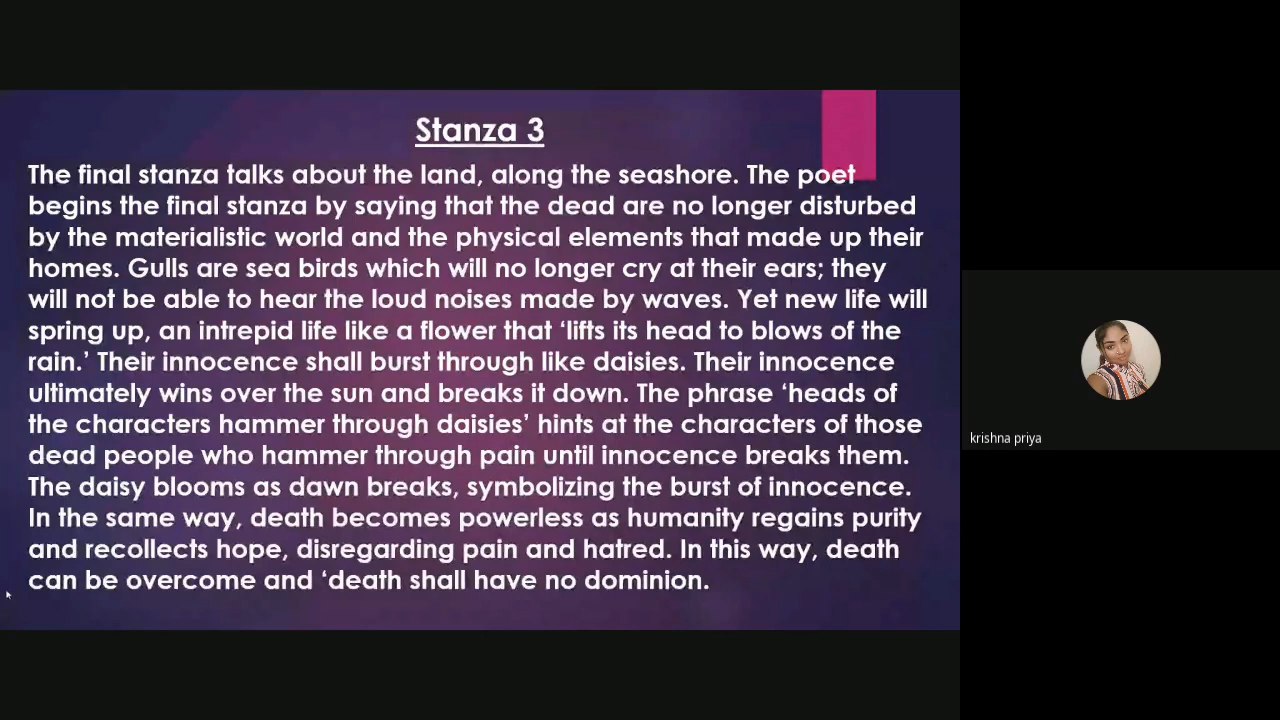 Stanza 3
The final stanza talks about the land, along the seashore. The poet
begins the final stanza by saying that the dead are no longer disturbed
by the materialistic world and the physical elements that made up their
homes. Gulls are sea birds which will no longer cry at their ears; they
will not be able to hear the loud noises made by waves. Yet new life will
spring up, an intrepid life like a flower that ‘lifts its head to blows of the
rain.’ Their innocence shall burst through like daisies. Their innocence
ultimately wins over the sun and breaks it down. The phrase ‘heads of
the characters hammer through daisies’ hints at the characters of those
dead people who hammer through pain until innocence breaks them.
The daisy blooms as dawn breaks, symbolizing the burst of innocence.
In the same way, death becomes powerless as humanity regains purity
and recollects hope, disregarding pain and hatred. In this way, death
can be overcome and ‘death shall have no dominion.
krishna priya